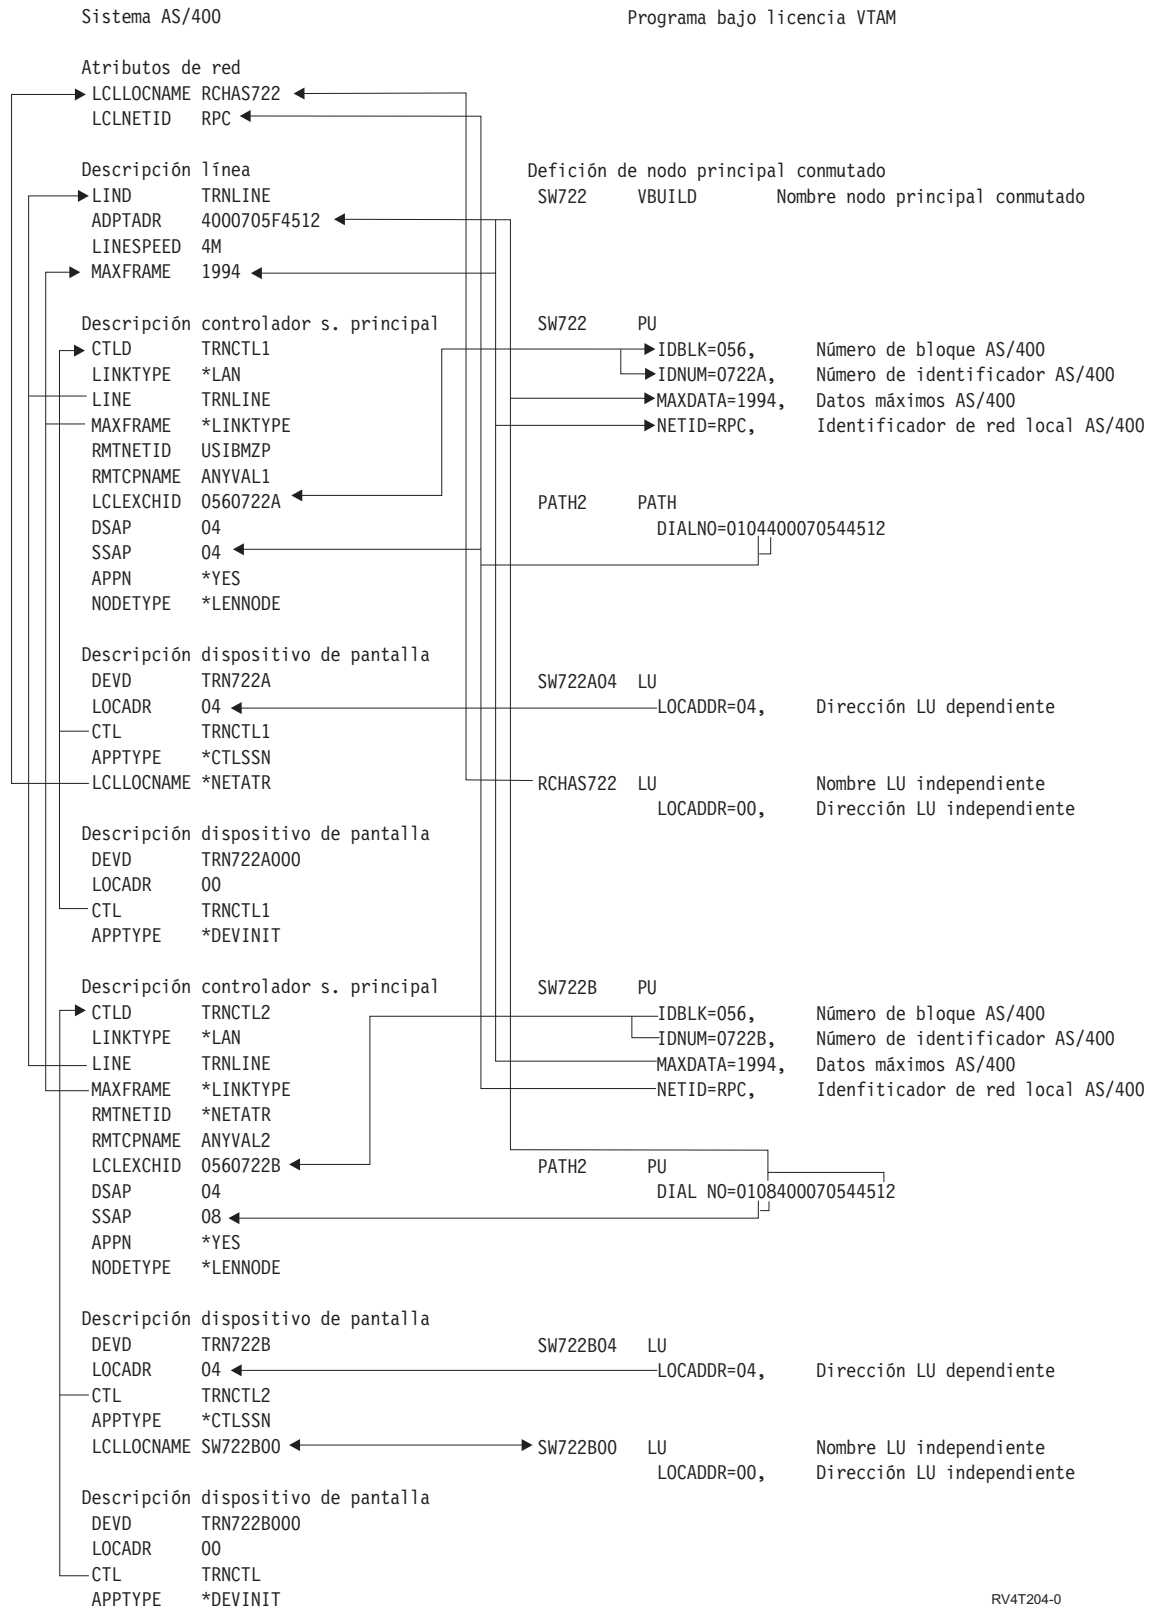 Sistema AS/400 Programa bajo licencia VTAM
Atributos de red
LCLLOCNAME RCHAS722
LCLNETID RPC
Descripción línea Defición de nodo principal conmutado
LIND TRNLINE SW722 VBUILD Nombre nodo principal conmutado
ADPTADR 4000705F4512
LINESPEED 4M
MAXFRAME 1994
Descripción controlador s. principal SW722 PU
CTLD TRNCTL1 IDBLK=056, Número de bloque AS/400
LINKTYPE *LAN IDNUM=0722A, Número de identificador AS/400
LINE TRNLINE MAXDATA=1994, Datos máximos AS/400
MAXFRAME *LINKTYPE NETID=RPC, Identificador de red local AS/400
RMTNETID USIBMZP
RMTCPNAME ANYVAL1
LCLEXCHID 0560722A PATH2 PATH
DSAP 04 DIALNO=0104400070544512
SSAP 04
APPN *YES
NODETYPE *LENNODE
Descripción dispositivo de pantalla
DEVD TRN722A SW722A04 LU
LOCADR 04 LOCADDR=04, Dirección LU dependiente
CTL TRNCTL1
APPTYPE *CTLSSN
LCLLOCNAME *NETATR RCHAS722 LU Nombre LU independiente
LOCADDR=00, Dirección LU independiente
Descripción dispositivo de pantalla
DEVD TRN722A000
LOCADR 00
CTL TRNCTL1
APPTYPE *DEVINIT
Descripción controlador s. principal SW722B PU
CTLD TRNCTL2 IDBLK=056, Número de bloque AS/400
LINKTYPE *LAN IDNUM=0722B, Número de identificador AS/400
LINE TRNLINE MAXDATA=1994, Datos máximos AS/400
MAXFRAME *LINKTYPE NETID=RPC, Idenfiticador de red local AS/400
RMTNETID *NETATR
RMTCPNAME ANYVAL2
LCLEXCHID 0560722B PATH2 PU
DSAP 04 DIAL NO=0108400070544512
SSAP 08
APPN *YES
NODETYPE *LENNODE
Descripción dispositivo de pantalla
DEVD TRN722B SW722B04 LU
LOCADR 04 LOCADDR=04, Dirección LU dependiente
CTL TRNCTL2
APPTYPE *CTLSSN
LCLLOCNAME SW722B00 SW722B00 LU Nombre LU independiente
LOCADDR=00, Dirección LU independiente
Descripción dispositivo de pantalla
DEVD TRN722B000
LOCADR 00
CTL TRNCTL
APPTYPE *DEVINIT RV4T204-0